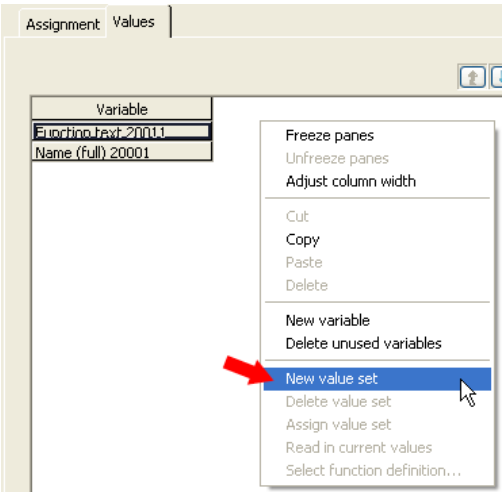 Assignment Values
Variable
Function text 20011
Name (full) 20001
Freeze panes
Unfreeze panes
Adjust column width
Cut
Copy
Paste
Delete
New variable
Delete unused variables
New value set
Delete value set
Assign value set
Read in current values
Select function definition...